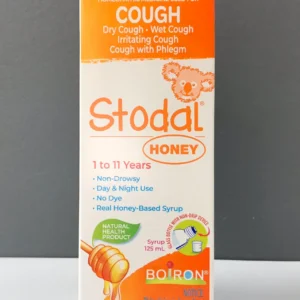 COUGH
Dry Cough · Wet Cough
Irritating Cough
Cough with Phlegm
Stodal®
HONEY
1 to 11 Years
• Non-Drowsy
• Day & Night Use
• No Dye
• Real Honey-Based Syrup
NATURAL
HEALTH
PRODUCT
Syrup
125 mL
BOIRON®